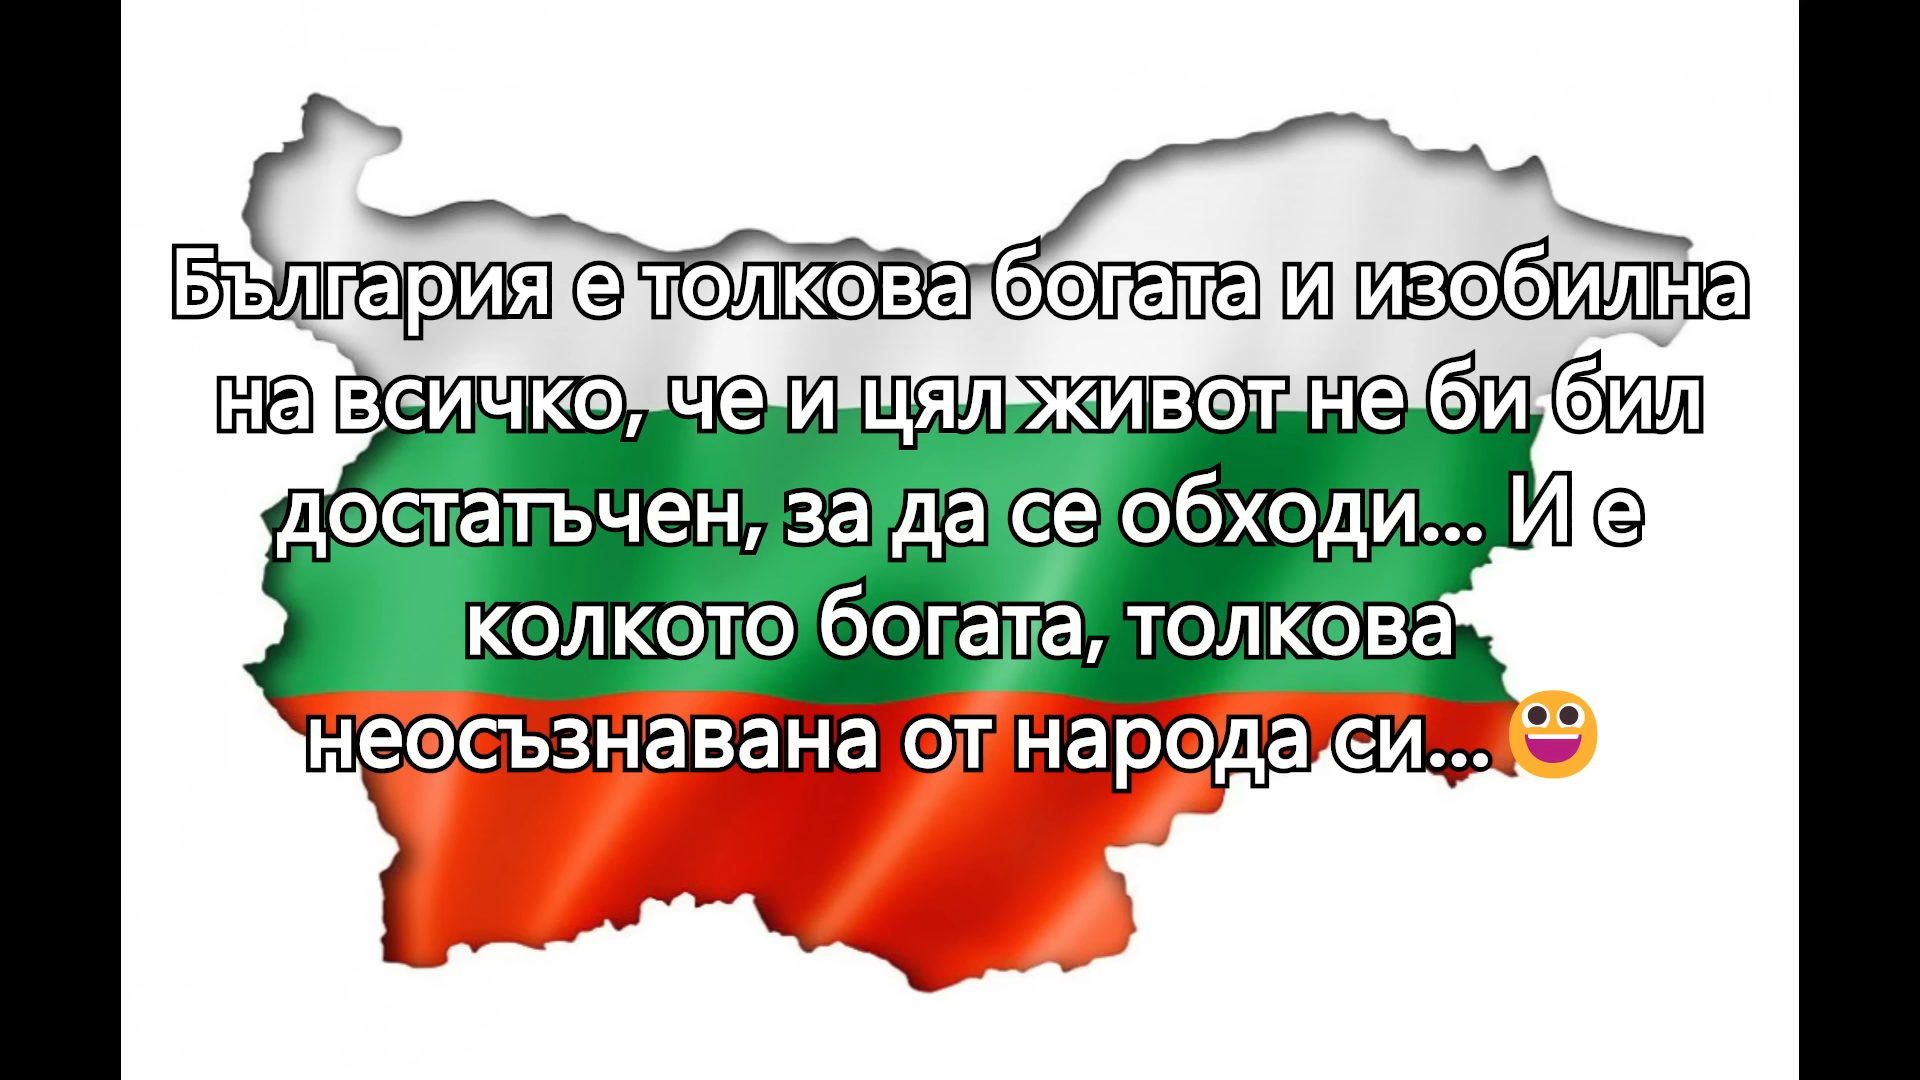 България е толкова богата и изобилна
на всичко, че и цял живот не би бил
достатъчен, за да се обходи... И е
колкото богата, толкова
неосъзнавана от народа си... 😀